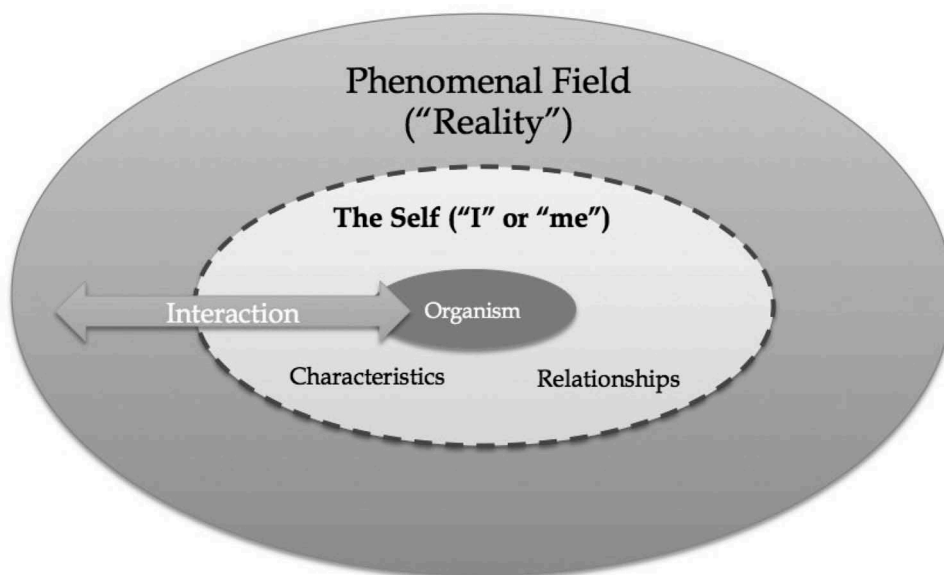 Phenomenal Field
(“Reality”)
The Self (“I” or “me”)
Interaction
Organism
Characteristics
Relationships